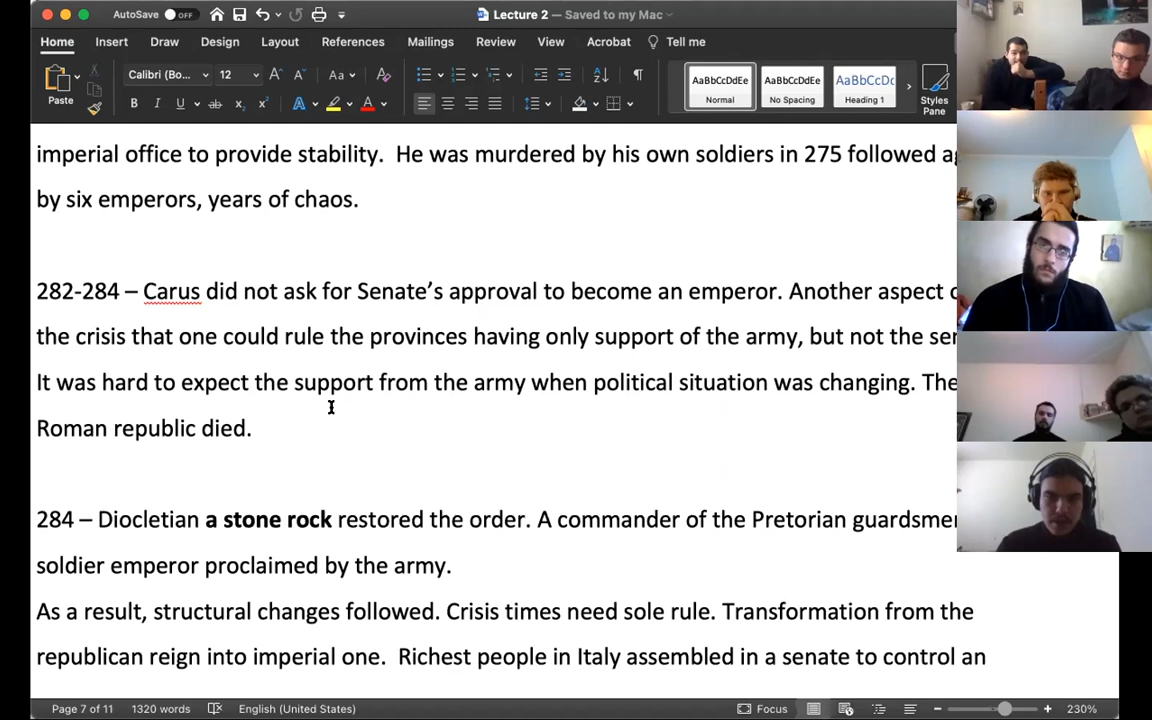 AutoSave OFF Lecture 2 — Saved to my Mac
Home Insert Draw Design Layout References Mailings Review View Acrobat Tell me
Paste Calibri (Bo... 12 A A Aa A AaBbCcDdEe AaBbCcDdEe AaBbCcDc
B I U ab x₂ x² A A Normal No Spacing Heading 1 Styles Pane
imperial office to provide stability. He was murdered by his own soldiers in 275 followed a
by six emperors, years of chaos.
282-284 – Carus did not ask for Senate's approval to become an emperor. Another aspect
the crisis that one could rule the provinces having only support of the army, but not the se
It was hard to expect the support from the army when political situation was changing. The
Roman republic died.
284 – Diocletian a stone rock restored the order. A commander of the Pretorian guardsme
soldier emperor proclaimed by the army.
As a result, structural changes followed. Crisis times need sole rule. Transformation from the
republican reign into imperial one. Richest people in Italy assembled in a senate to control an
Page 7 of 11 1320 words English (United States) Focus 230%